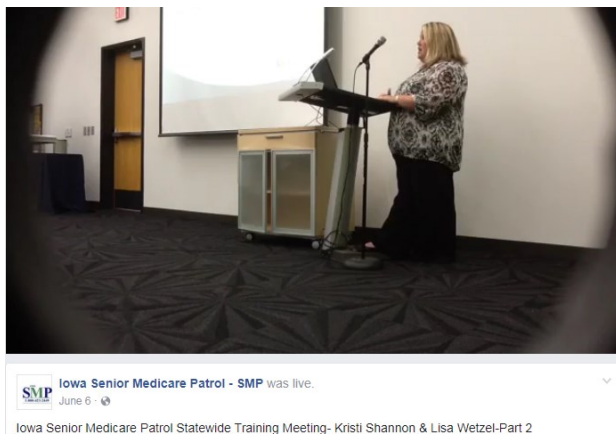 EXIT
SMP
Iowa Senior Medicare Patrol - SMP was live.
June 6 ·
Iowa Senior Medicare Patrol Statewide Training Meeting- Kristi Shannon & Lisa Wetzel-Part 2